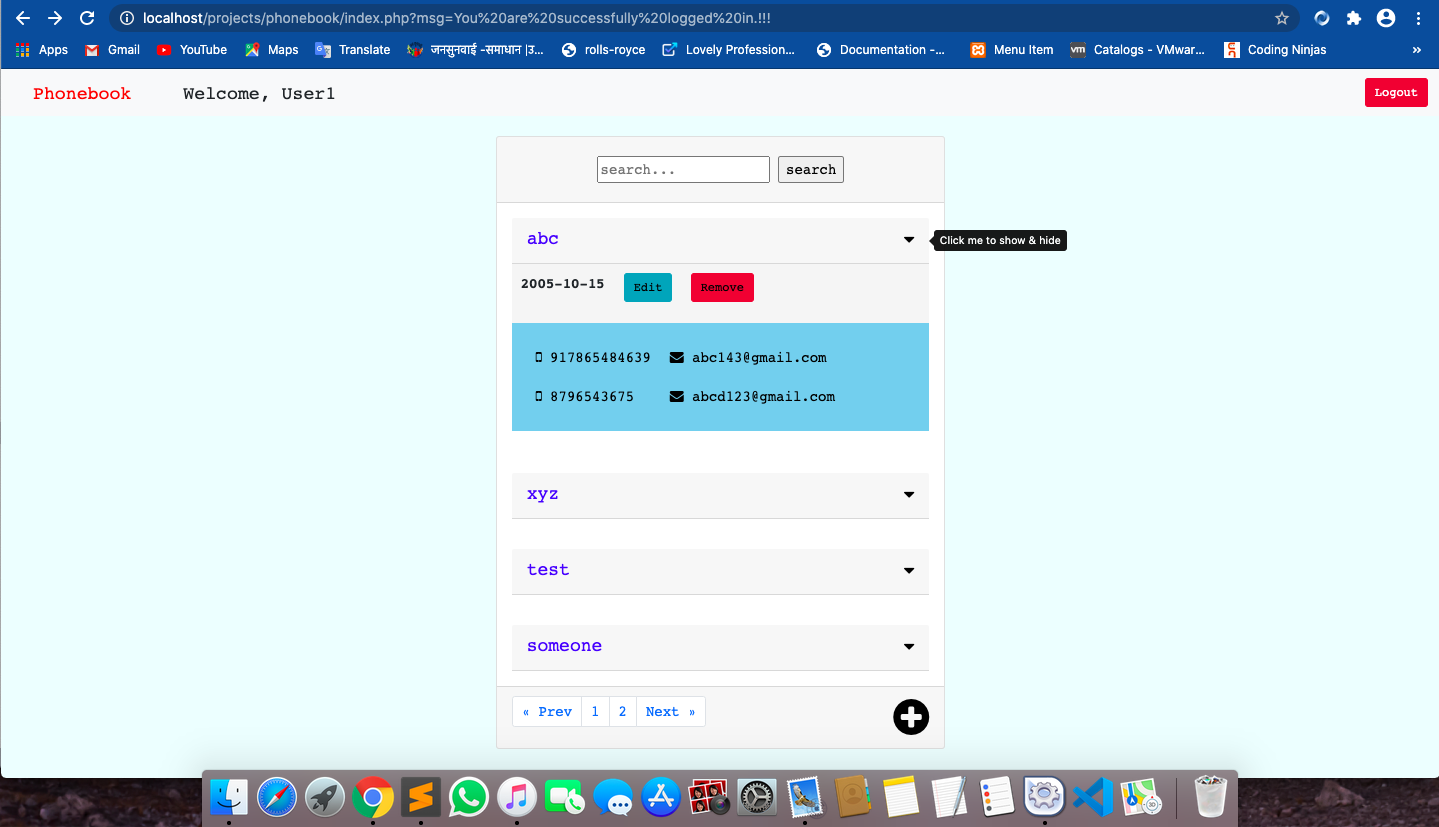 localhost/projects/phonebook/index.php?msg=You%20are%20successfully%20logged%20in.!!!
Apps Gmail YouTube Maps Translate जनसुनवाई -समाधान |उ... rolls-royce Lovely Profession... Documentation -... Menu Item vm Catalogs - VMwar... Coding Ninjas »
Phonebook Welcome, User1 Logout
search... search
abc Click me to show & hide
2005-10-15 Edit Remove
917865484639 abc143@gmail.com
8796543675 abcd123@gmail.com
xyz
test
someone
« Prev 1 2 Next »